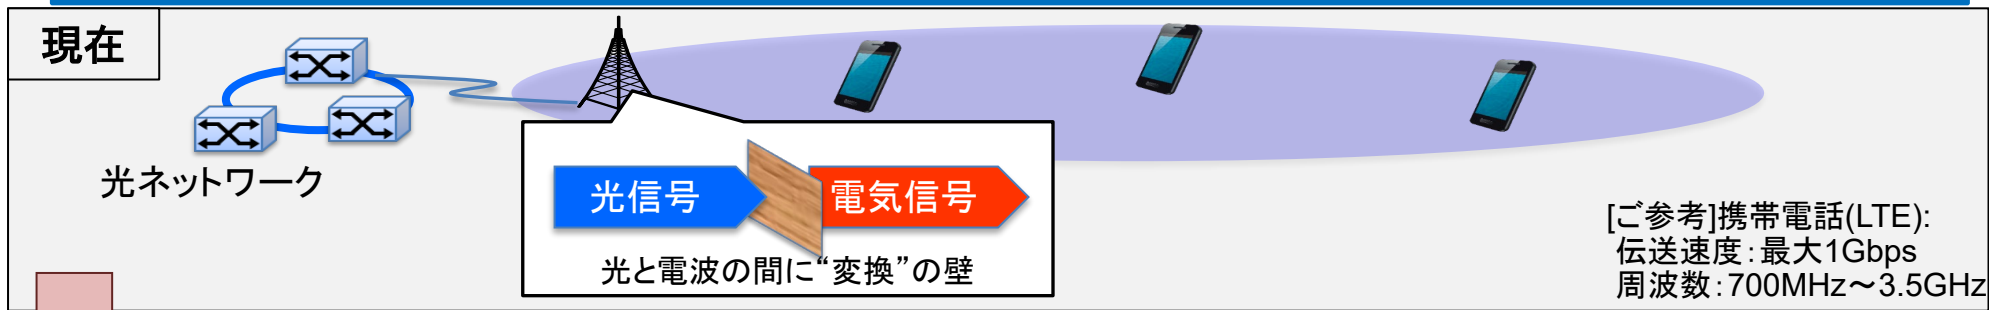 現在
光ネットワーク
光信号
電気信号
光と電波の間に“変換”の壁
[ご参考]携帯電話(LTE):
伝送速度:最大1Gbps
周波数:700MHz～3.5GHz